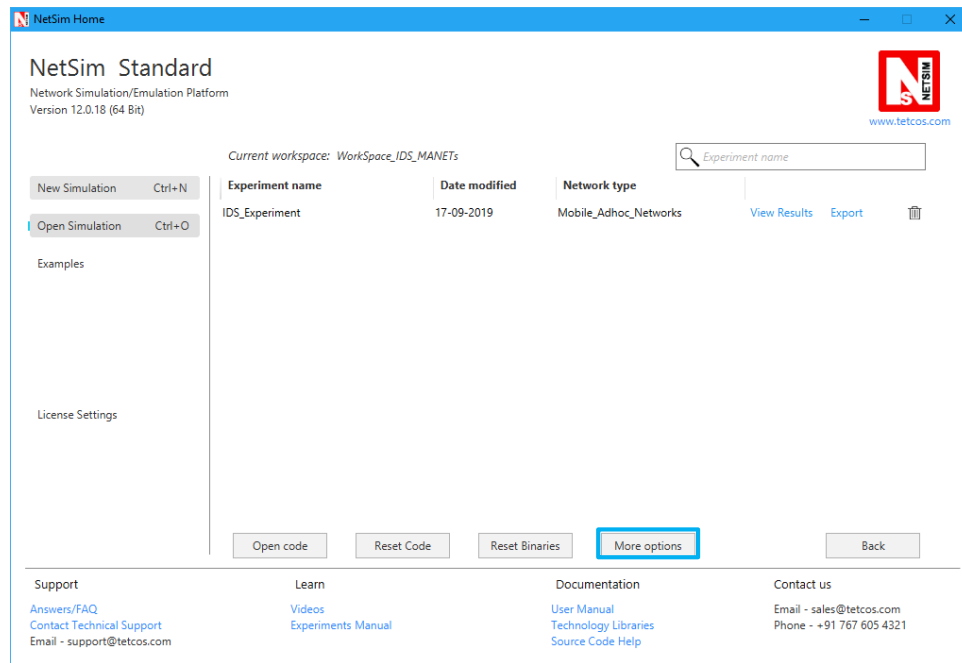 NetSim Home
NetSim Standard
Network Simulation/Emulation Platform
Version 12.0.18 (64 Bit)
NETSIM
www.tetcos.com
Current workspace: WorkSpace_IDS_MANETs
Experiment name
Experiment name Date modified Network type
New Simulation Ctrl+N
IDS_Experiment 17-09-2019 Mobile_Adhoc_Networks View Results Export
Open Simulation Ctrl+O
Examples
License Settings
Open code Reset Code Reset Binaries More options Back
Support Learn Documentation Contact us
Answers/FAQ Videos User Manual Email - sales@tetcos.com
Contact Technical Support Experiments Manual Technology Libraries Phone - +91 767 605 4321
Email - support@tetcos.com Source Code Help